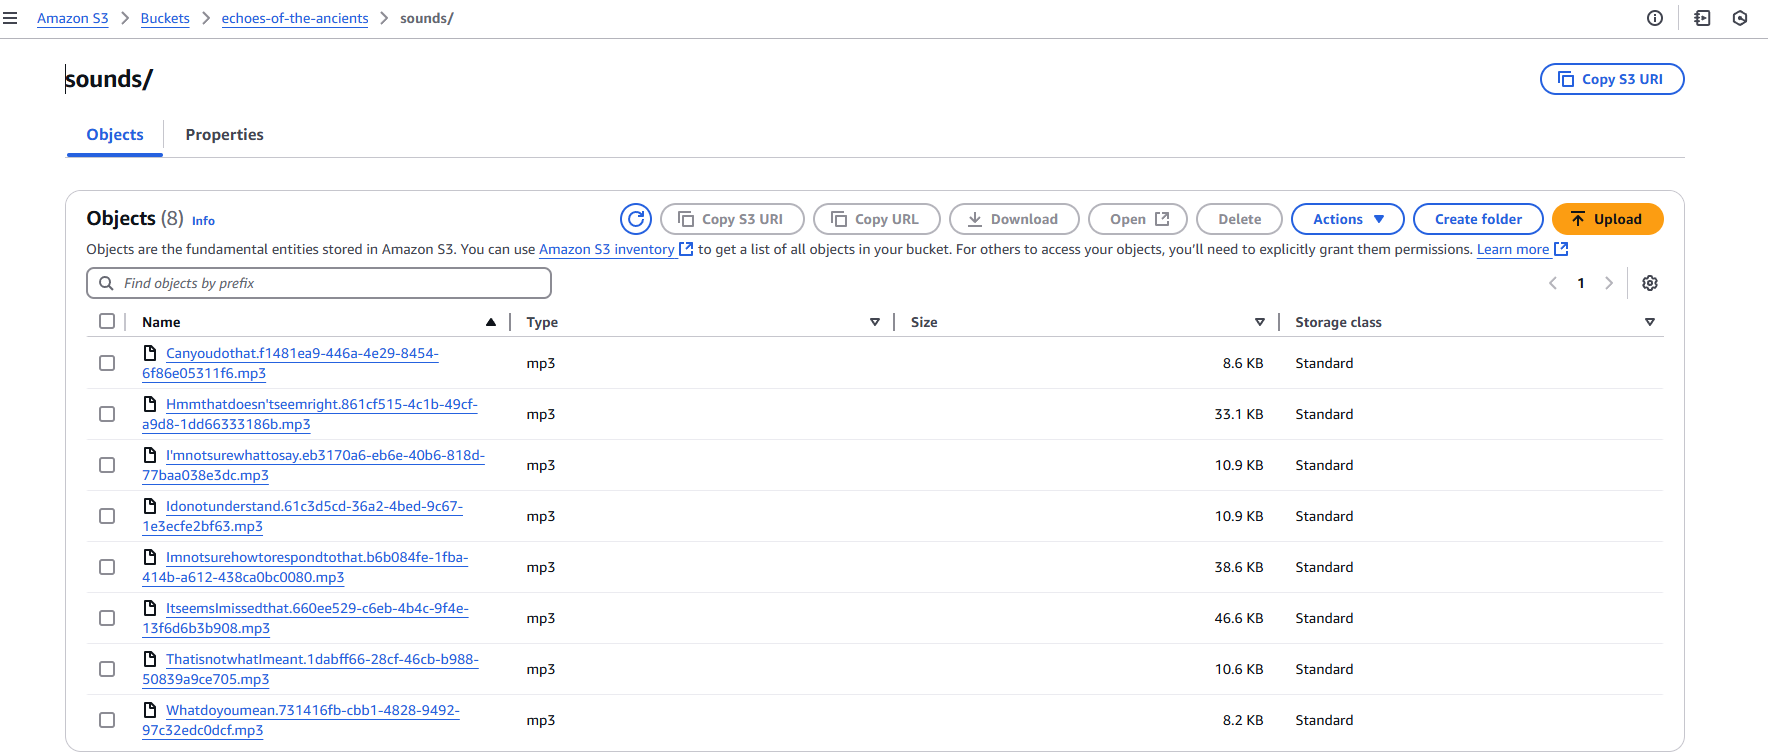 Amazon S3 > Buckets > echoes-of-the-ancients > sounds/
sounds/
Copy S3 URI
Objects Properties
Objects (8) Info
Copy S3 URI Copy URL Download Open Delete Actions Create folder Upload
Objects are the fundamental entities stored in Amazon S3. You can use Amazon S3 inventory to get a list of all objects in your bucket. For others to access your objects, you'll need to explicitly grant them permissions. Learn more
Find objects by prefix
1
Name Type Size Storage class
Canyoudothat.f1481ea9-446a-4e29-8454-
6f86e05311f6.mp3
mp3 8.6 KB Standard
Hmmthatdoesn'tseemright.861cf515-4c1b-49cf-
a9d8-1dd66333186b.mp3
mp3 33.1 KB Standard
I'mnotsurewhattosay.eb3170a6-eb6e-40b6-818d-
77baa038e3dc.mp3
mp3 10.9 KB Standard
Idonotunderstand.61c3d5cd-36a2-4bed-9c67-
1e3ecfe2bf63.mp3
mp3 10.9 KB Standard
Imnotsurehowtorespondtothat.b6b084fe-1fba-
414b-a612-438ca0bc0080.mp3
mp3 38.6 KB Standard
ItseemsImissedthat.660ee529-c6eb-4b4c-9f4e-
13f6d6b3b908.mp3
mp3 46.6 KB Standard
ThatisnotwhatImeant.1dabff66-28cf-46cb-b988-
50839a9ce705.mp3
mp3 10.6 KB Standard
Whatdoyoumean.731416fb-cbb1-4828-9492-
97c32edc0dcf.mp3
mp3 8.2 KB Standard